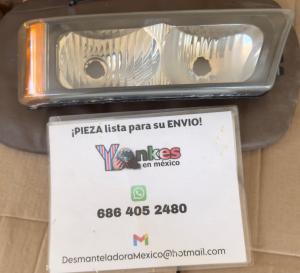 ¡PIEZA lista para su ENVIO!
Yonkes
en méxico
686 405 2480
DesmanteladoraMexico@hotmail.com